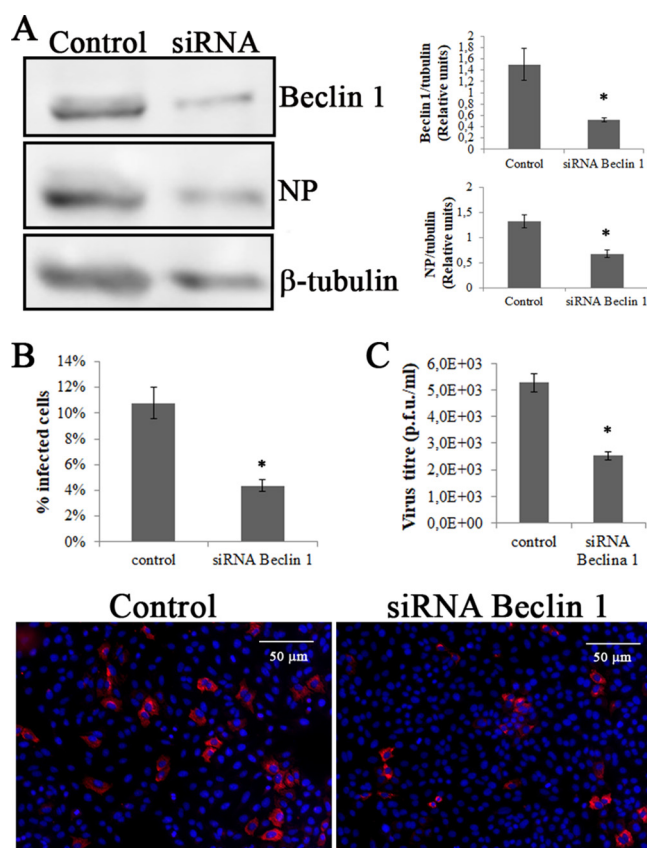 A
Control siRNA
Beclin 1
NP
β-tubulin
Beclin 1/tubulin
(Relative units)
2
1,8
1,6
1,4
1,2
1
0,8
0,6
0,4
0,2
0
*
Control siRNA Beclin 1
NP/tubulin
(Relative units)
2
1,5
1
0,5
0
*
Control siRNA Beclin 1
B
% infected cells
14%
12%
10%
8%
6%
4%
2%
0%
*
control siRNA Beclin 1
C
Virus titre (p.f.u./ml)
6,0E+03
5,0E+03
4,0E+03
3,0E+03
2,0E+03
1,0E+03
0,0E+00
*
control siRNA
Beclina 1
Control siRNA Beclin 1
50 µm
50 µm